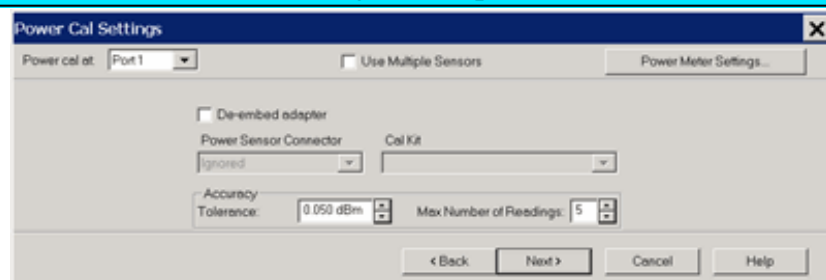 Power Cal Settings
Power cal at: Port 1 Use Multiple Sensors Power Meter Settings...
De-embed adapter
Power Sensor Connector Cal Kit
Ignored
Accuracy
Tolerance: 0.050 dBm Max Number of Readings: 5
< Back Next > Cancel Help